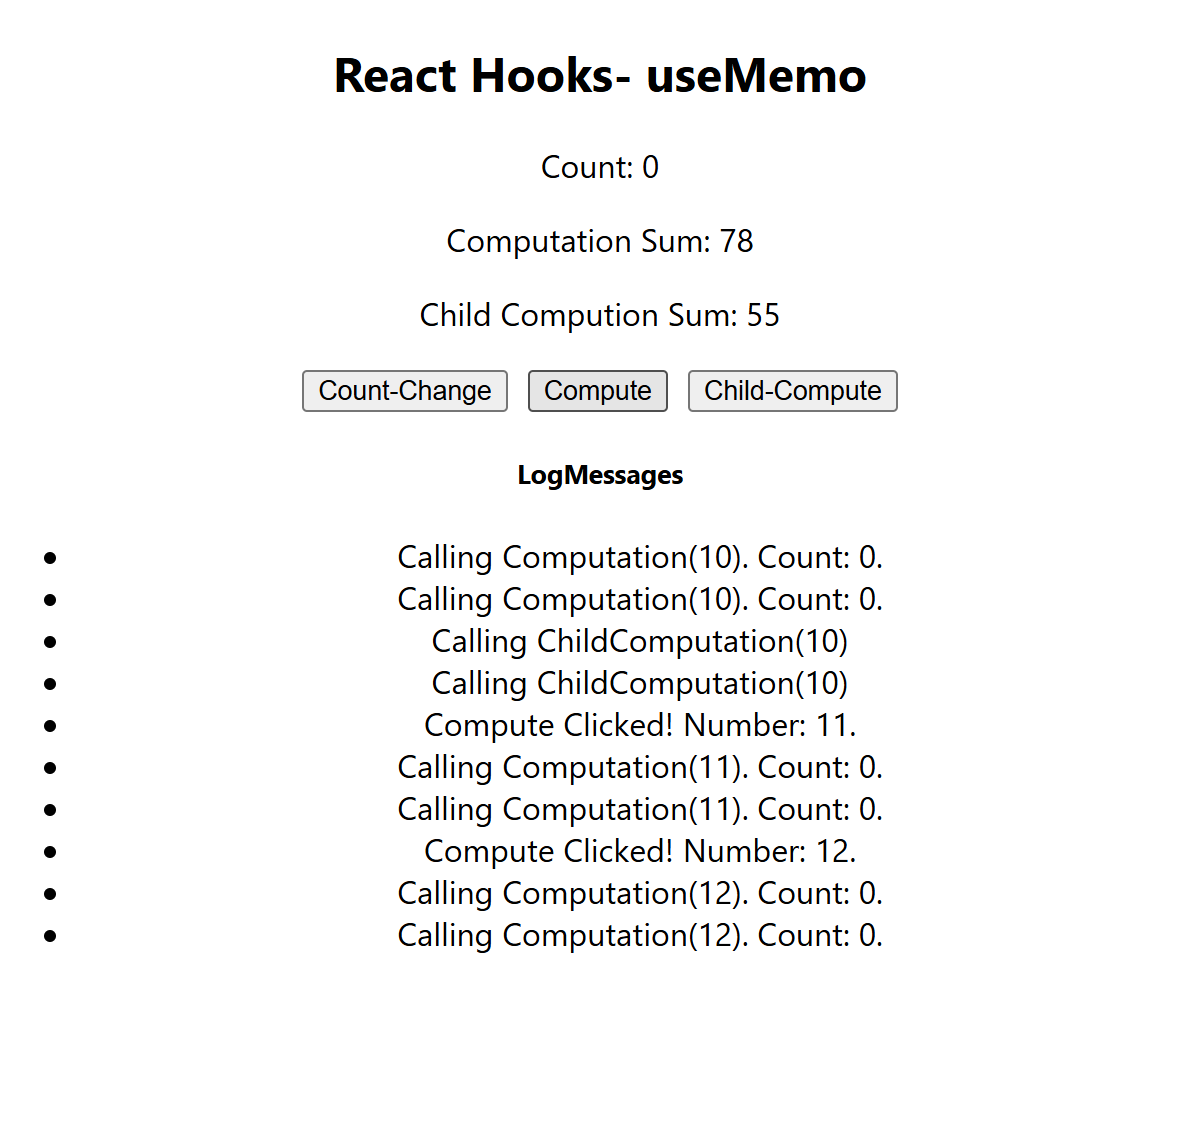 React Hooks- useMemo
Count: 0
Computation Sum: 78
Child Compution Sum: 55
Count-Change Compute Child-Compute
LogMessages
Calling Computation(10). Count: 0.
Calling Computation(10). Count: 0.
Calling ChildComputation(10)
Calling ChildComputation(10)
Compute Clicked! Number: 11.
Calling Computation(11). Count: 0.
Calling Computation(11). Count: 0.
Compute Clicked! Number: 12.
Calling Computation(12). Count: 0.
Calling Computation(12). Count: 0.